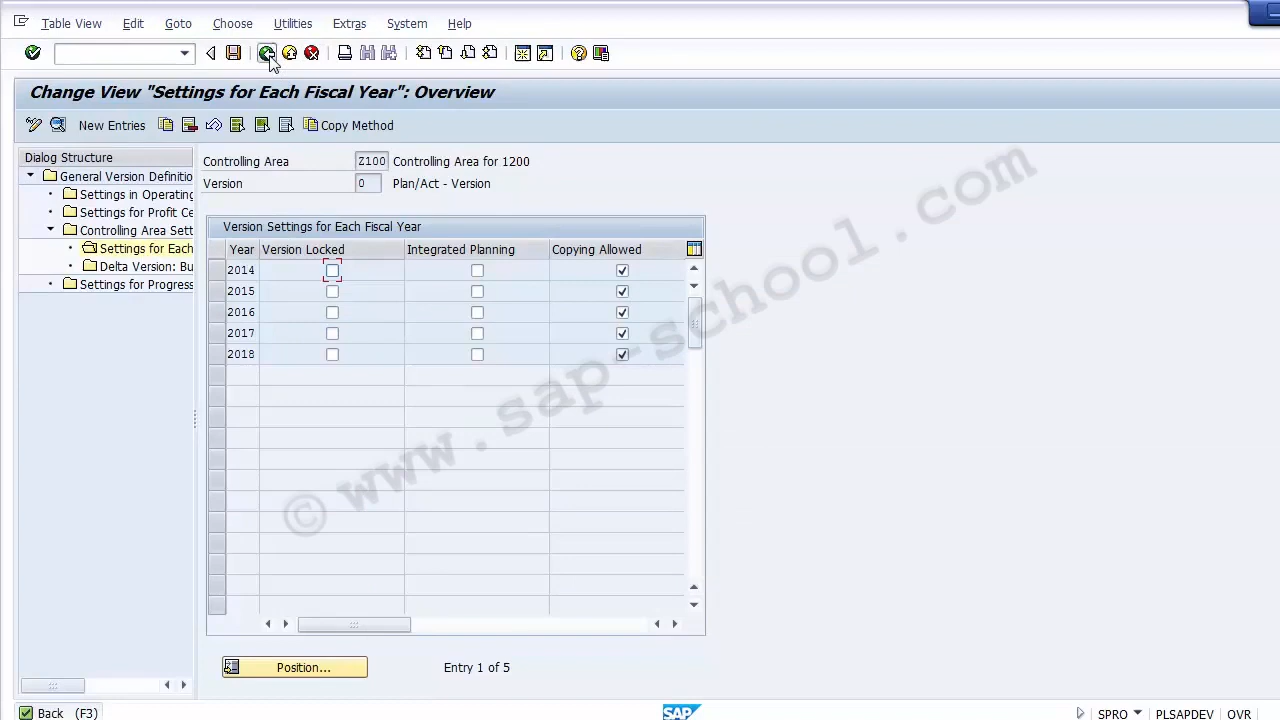 Table View Edit Goto Choose Utilities Extras System Help
Change View "Settings for Each Fiscal Year": Overview
New Entries Copy Method
Dialog Structure
General Version Definitio
Settings in Operating
Settings for Profit Ce
Controlling Area Sett
Settings for Each
Delta Version: Bu
Settings for Progress
Controlling Area Z100 Controlling Area for 1200
Version 0 Plan/Act - Version
Version Settings for Each Fiscal Year
Year Version Locked Integrated Planning Copying Allowed
2014
2015
2016
2017
2018
© www.sap-school.com
Position... Entry 1 of 5
Back (F3) SAP SPRO PLSAPDEV OVR